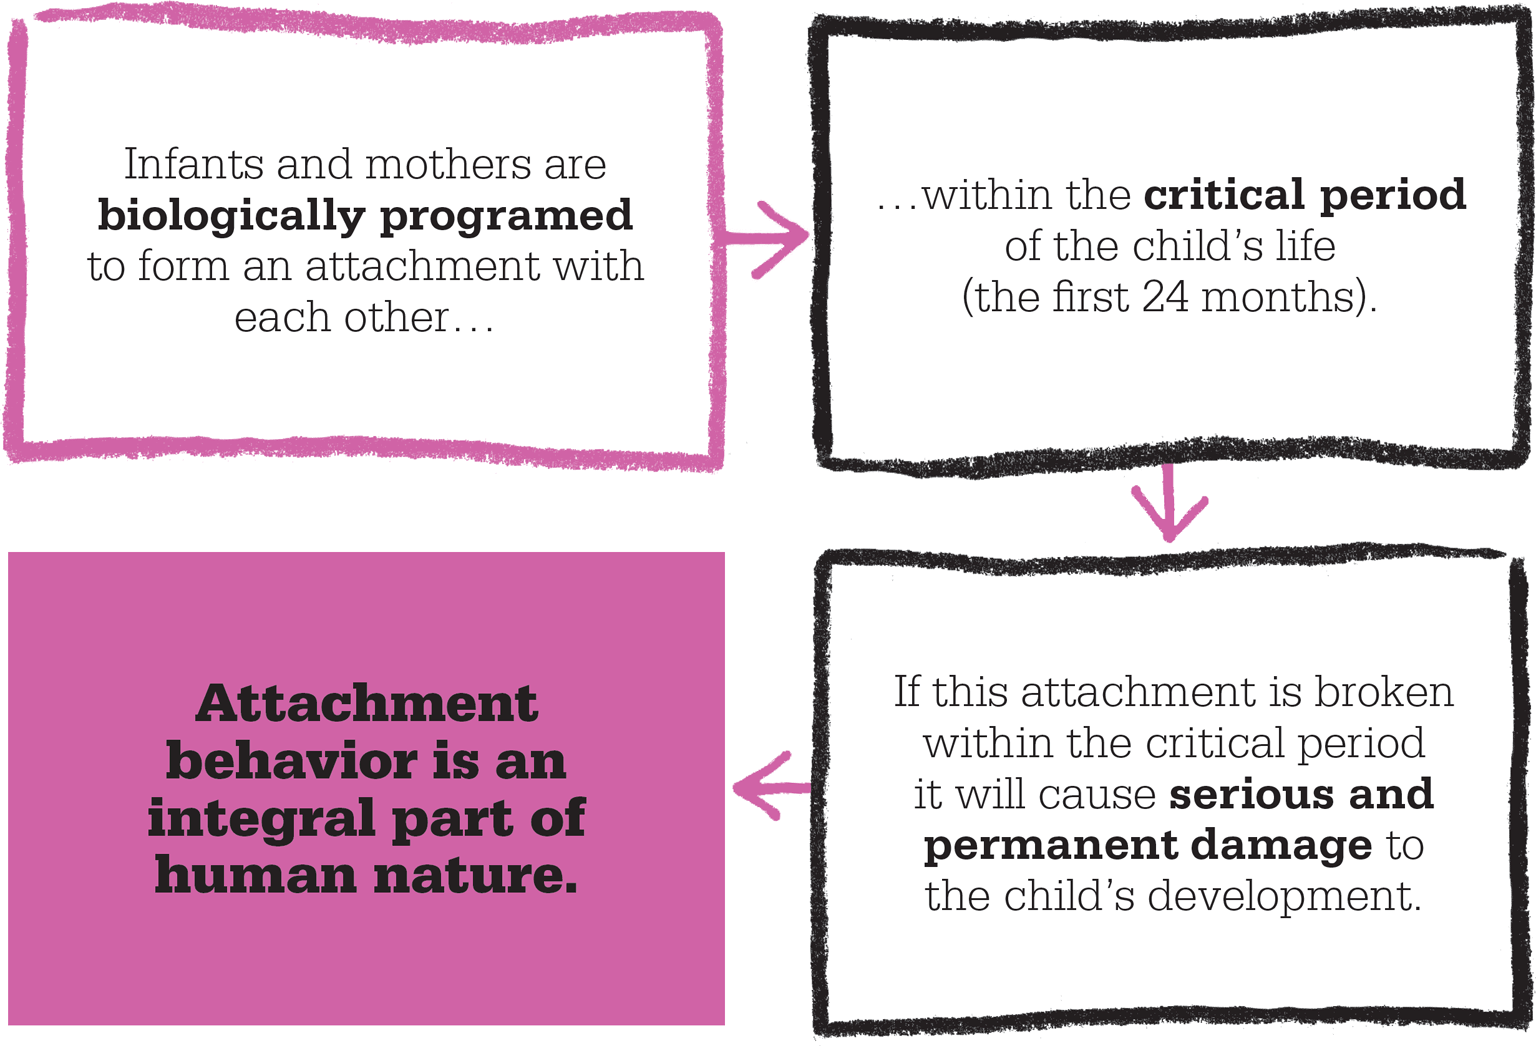 Infants and mothers are
biologically programed
to form an attachment with
each other...
...within the critical period
of the child’s life
(the first 24 months).
If this attachment is broken
within the critical period
it will cause serious and
permanent damage to
the child’s development.
Attachment
behavior is an
integral part of
human nature.